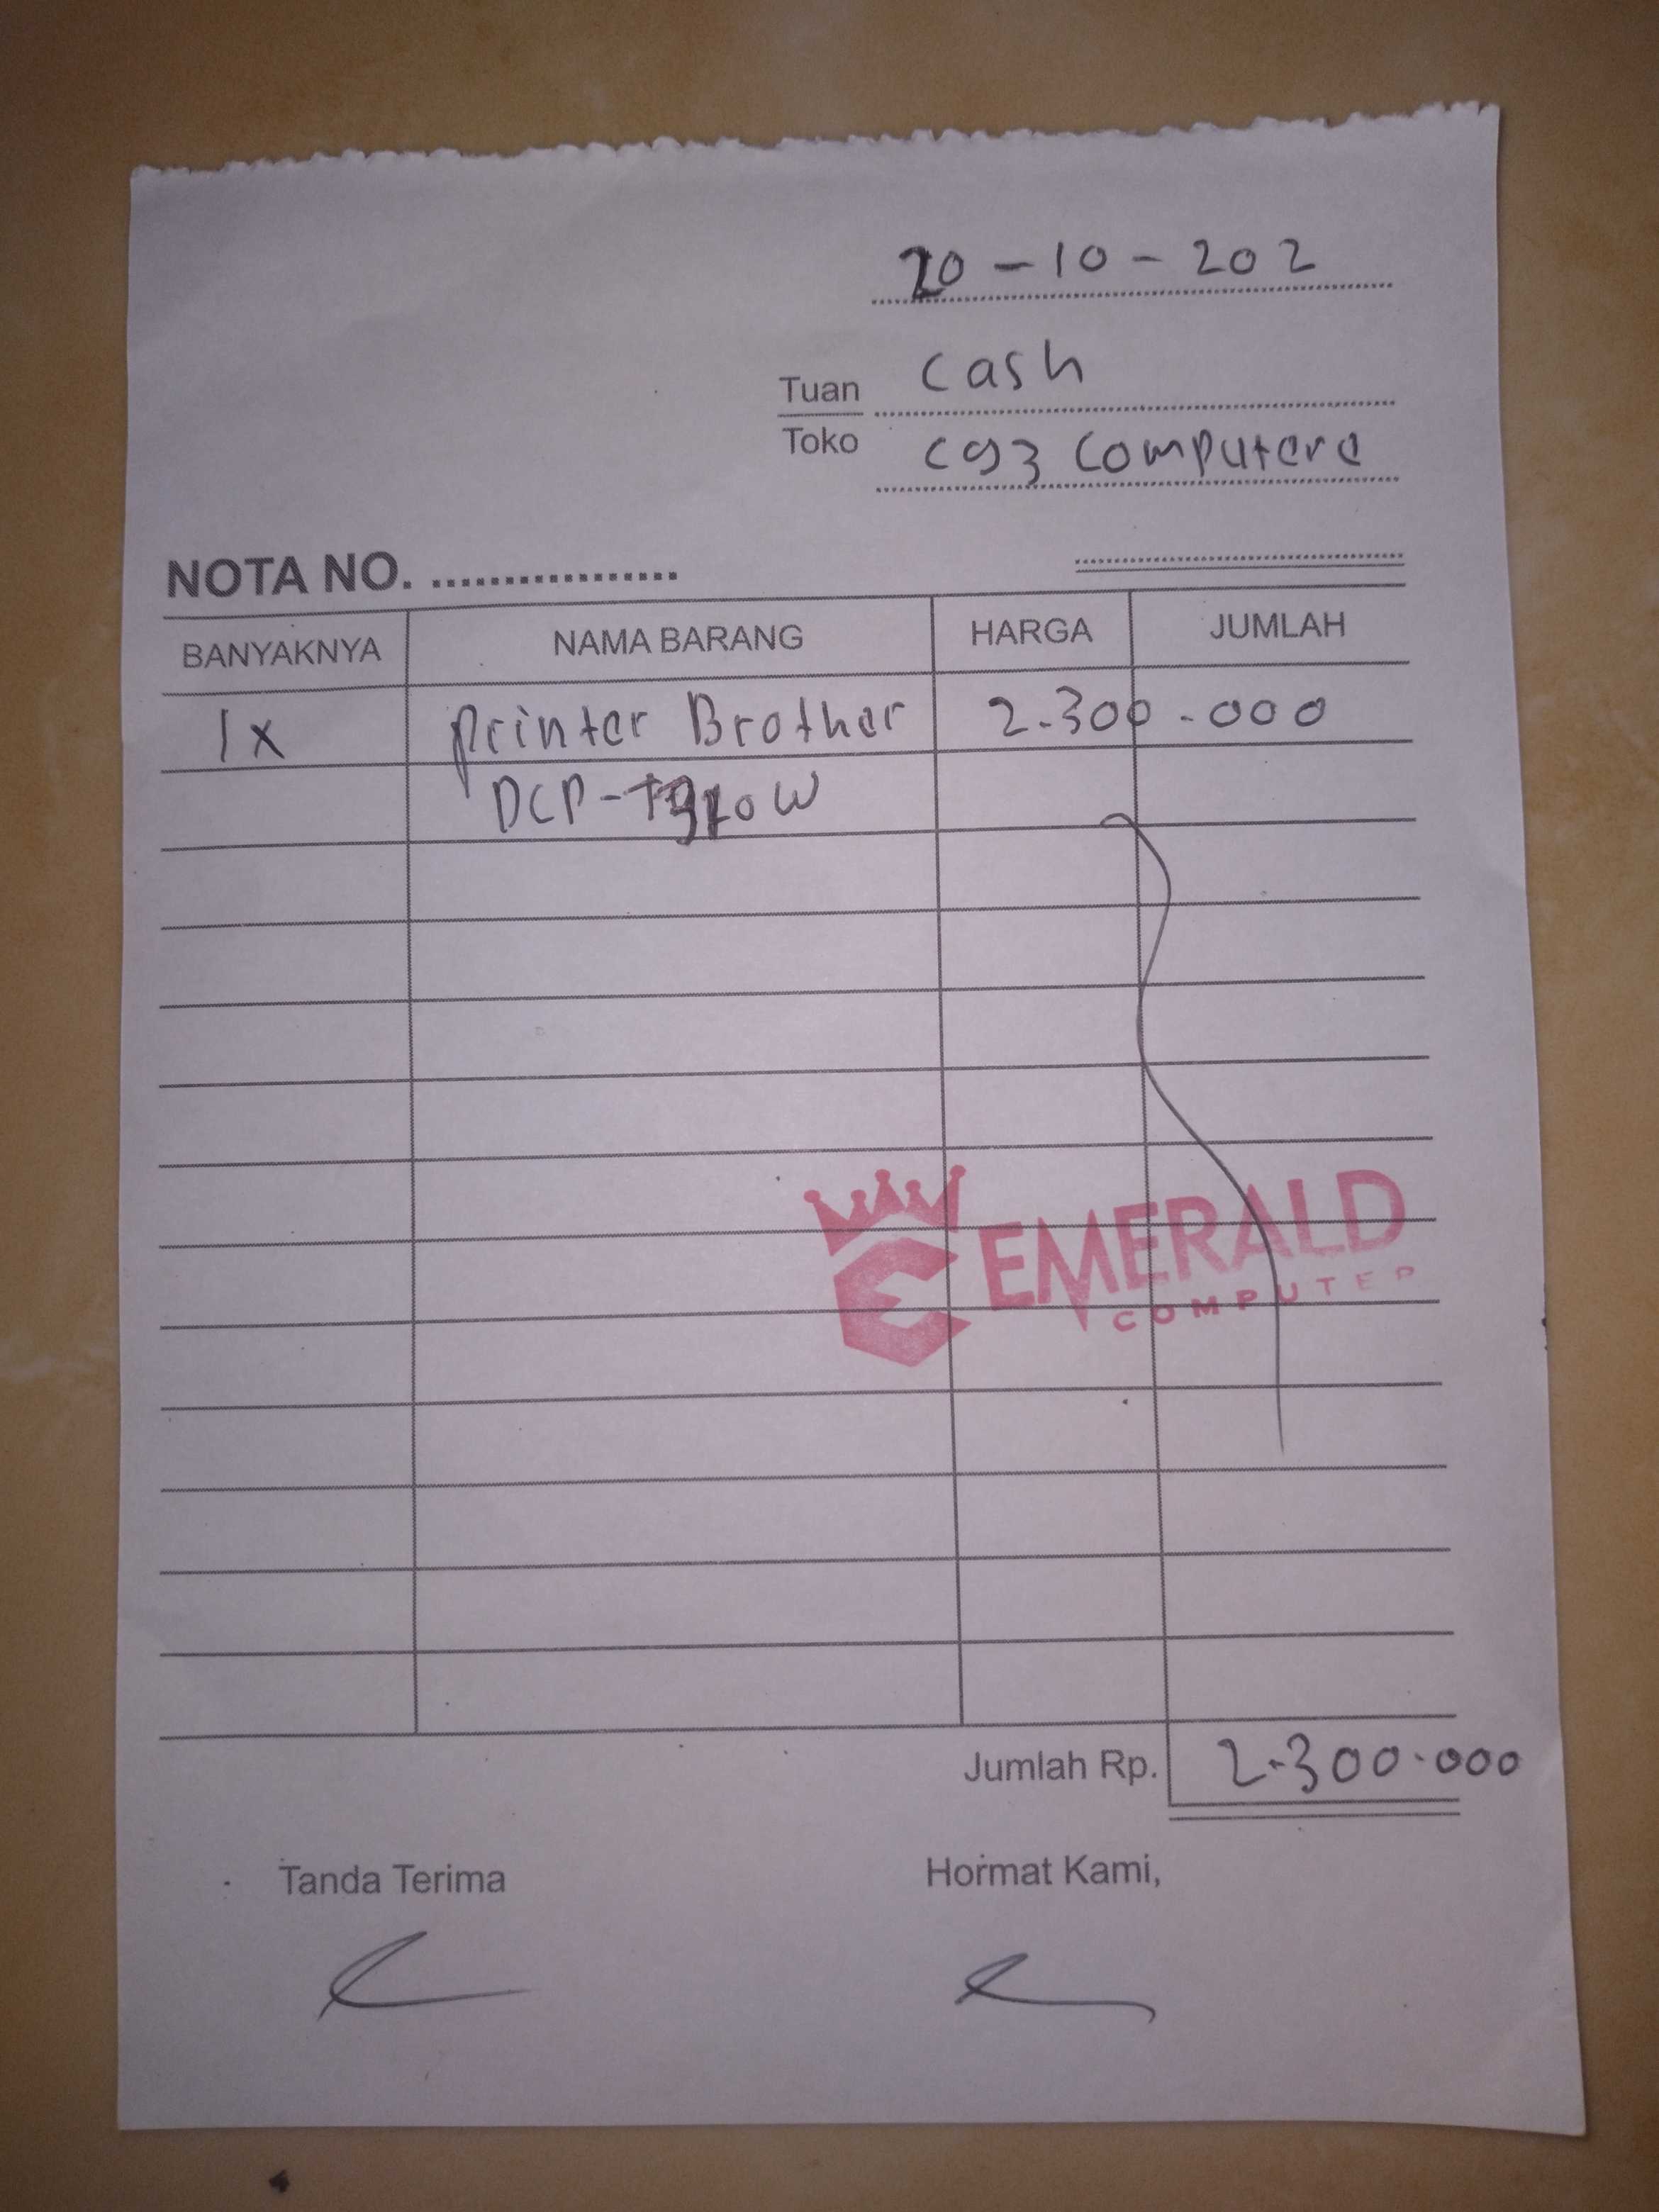 20-10-202
Tuan cash
Toko cg3 computere
NOTA NO. .................
BANYAKNYA NAMA BARANG HARGA JUMLAH
1x Printer Brother 2.300.000
EMERALD
COMPUTER
Jumlah Rp. 2.300.000
Tanda Terima Hormat Kami,